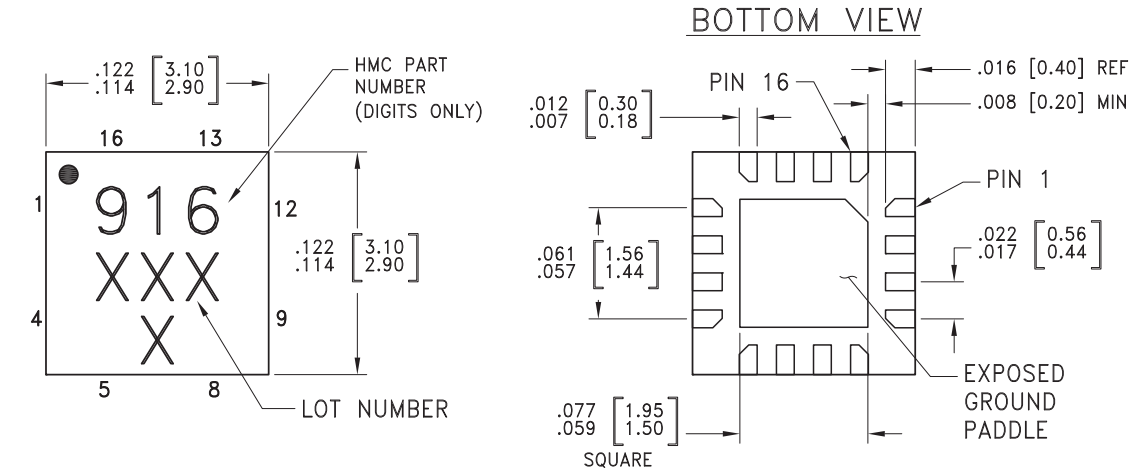 BOTTOM VIEW
.122 [3.10]
.114 [2.90]
HMC PART
NUMBER
(DIGITS ONLY)
16 13
1
916
12
XXX
X
4
9
5 8
LOT NUMBER
.122 [3.10]
.114 [2.90]
.012 [0.30]
.007 [0.18]
PIN 16
.016 [0.40] REF
.008 [0.20] MIN
PIN 1
.061 [1.56]
.057 [1.44]
.022 [0.56]
.017 [0.44]
EXPOSED
GROUND
PADDLE
.077 [1.95]
.059 [1.50]
SQUARE